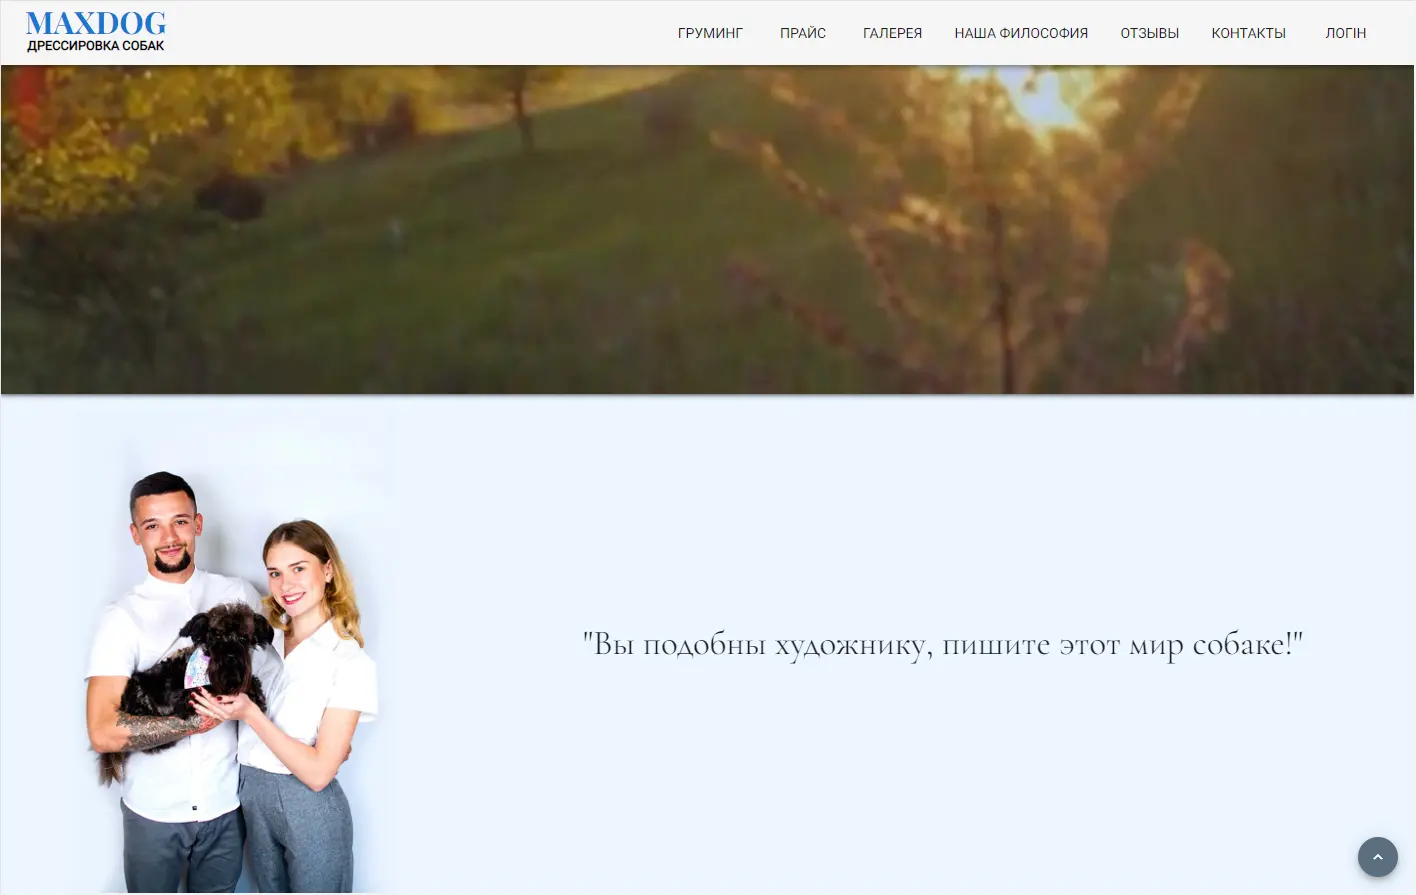 MAXDOG
ДРЕССИРОВКА СОБАК
ГРУМИНГ ПРАЙС ГАЛЕРЕЯ НАША ФИЛОСОФИЯ ОТЗЫВЫ КОНТАКТЫ ЛОГІН
"Вы подобны художнику, пишите этот мир собаке!"